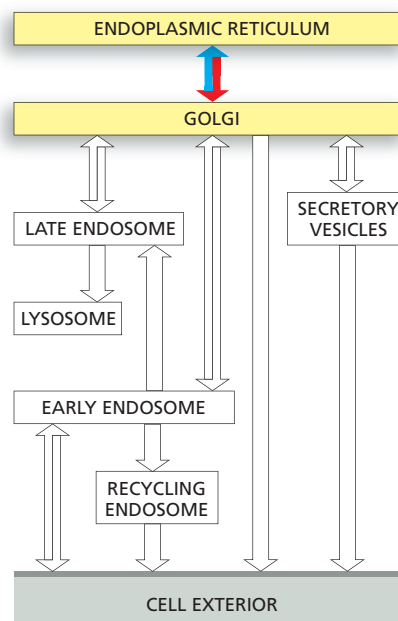 ENDOPLASMIC RETICULUM
GOLGI
LATE ENDOSOME
SECRETORY
VESICLES
LYSOSOME
EARLY ENDOSOME
RECYCLING
ENDOSOME
CELL EXTERIOR